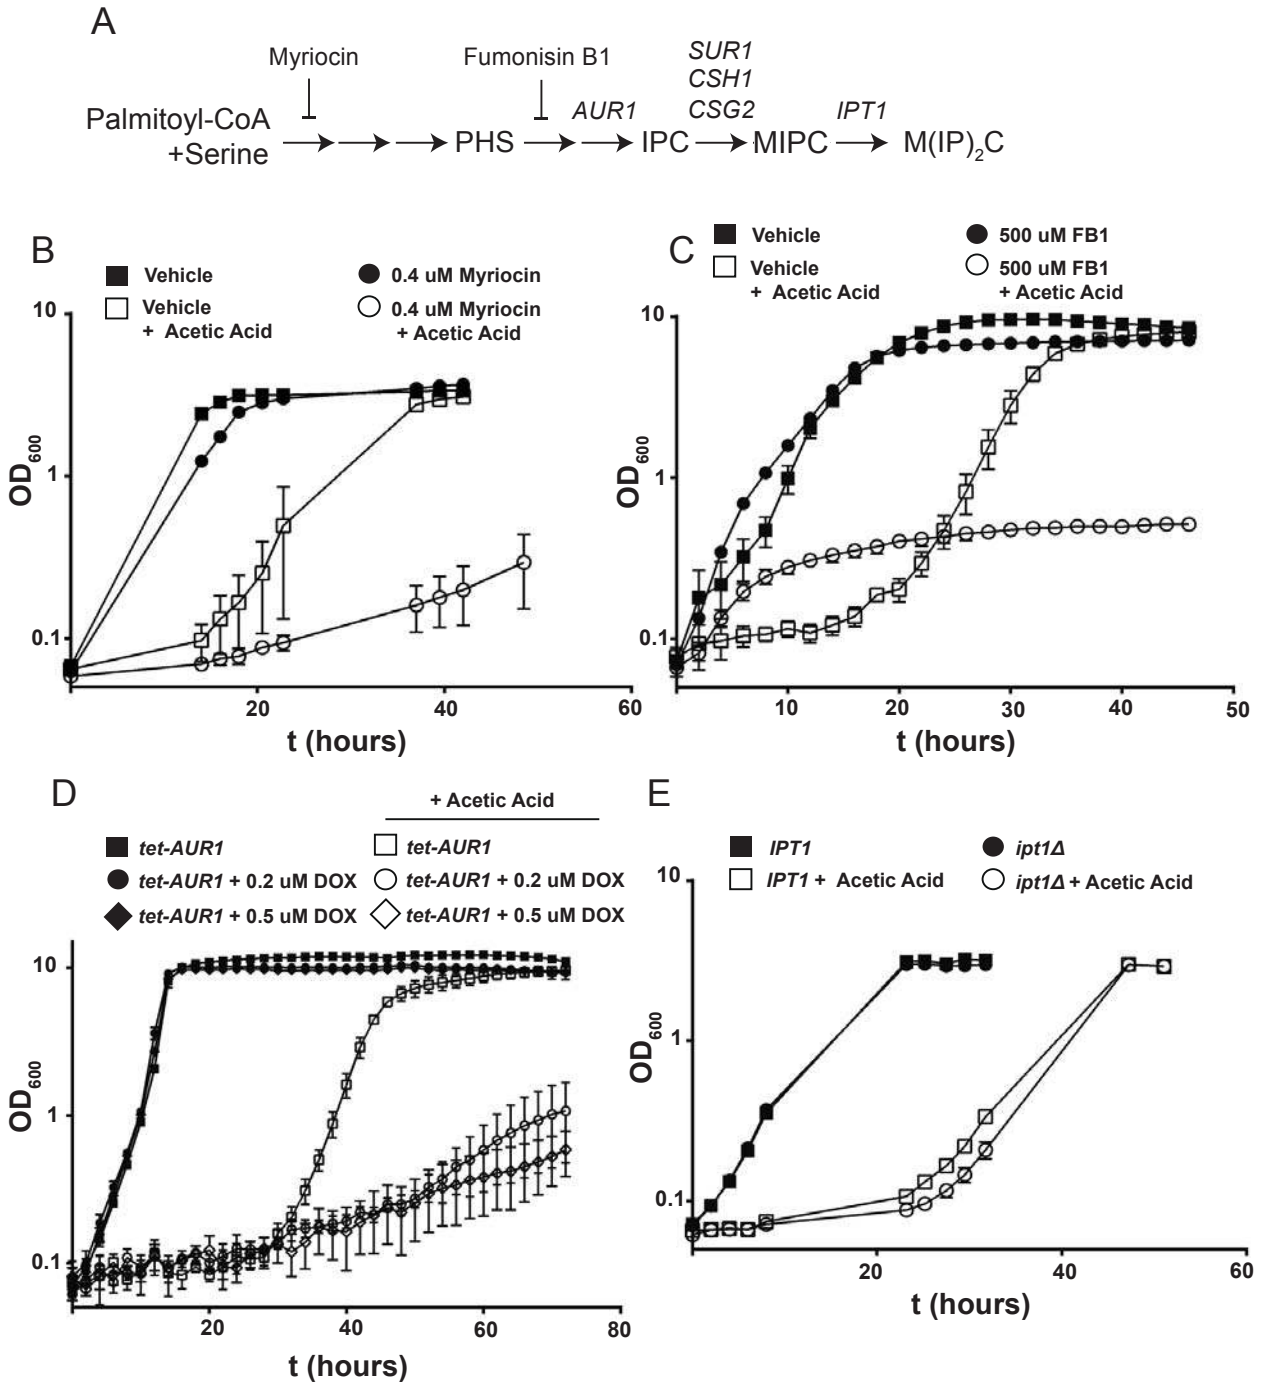 A
Myriocin
Fumonisin B1
SUR1
CSH1
CSG2
AUR1
IPT1
Palmitoyl-CoA
+Serine
PHS
IPC
MIPC
M(IP)₂C
B
Vehicle
Vehicle
+ Acetic Acid
0.4 uM Myriocin
0.4 uM Myriocin
+ Acetic Acid
10
1
0.1
OD₆₀₀
20
40
60
t (hours)
C
Vehicle
Vehicle
+ Acetic Acid
500 uM FB1
500 uM FB1
+ Acetic Acid
10
1
0.1
OD₆₀₀
10
20
30
40
50
t (hours)
D
+ Acetic Acid
tet-AUR1
tet-AUR1 + 0.2 uM DOX
tet-AUR1 + 0.5 uM DOX
tet-AUR1
tet-AUR1 + 0.2 uM DOX
tet-AUR1 + 0.5 uM DOX
10
1
0.1
OD₆₀₀
20
40
60
80
t (hours)
E
IPT1
IPT1 + Acetic Acid
ipt1Δ
ipt1Δ + Acetic Acid
10
1
0.1
OD₆₀₀
20
40
60
t (hours)